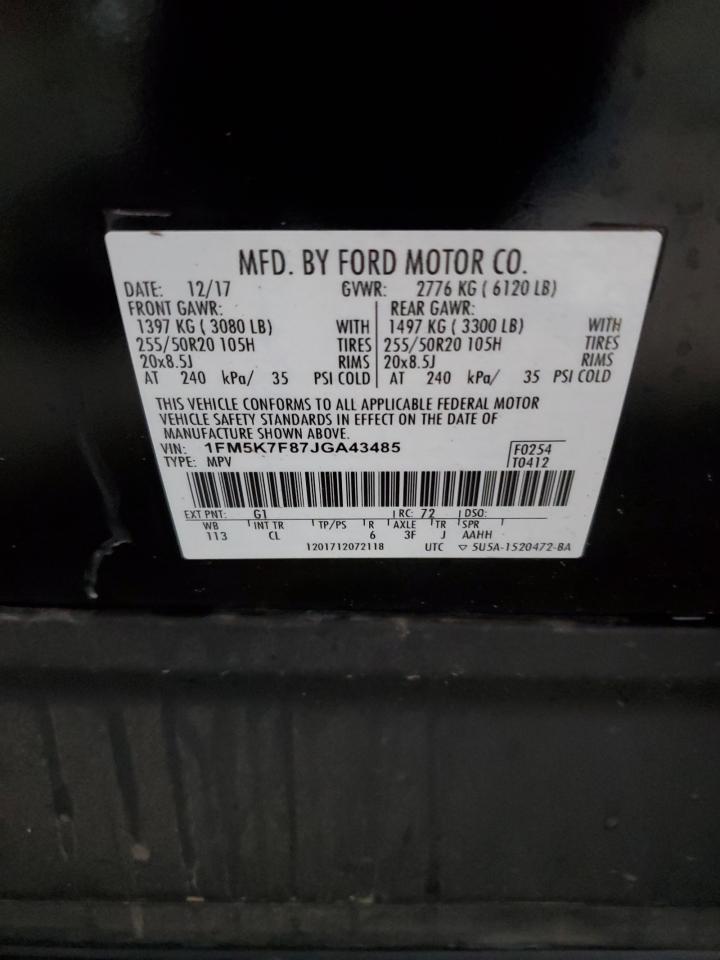 MFD. BY FORD MOTOR CO.
DATE: 12/17 GVWR: 2776 KG ( 6120 LB)
FRONT GAWR: REAR GAWR:
1397 KG ( 3080 LB) WITH 1497 KG ( 3300 LB) WITH
255/50R20 105H TIRES 255/50R20 105H TIRES
20x8.5J RIMS 20x8.5J RIMS
AT 240 kPa/ 35 PSI COLD AT 240 kPa/ 35 PSI COLD
THIS VEHICLE CONFORMS TO ALL APPLICABLE FEDERAL MOTOR
VEHICLE SAFETY STANDARDS IN EFFECT ON THE DATE OF
MANUFACTURE SHOWN ABOVE.
VIN: 1FM5K7F87JGA43485 F0254
TYPE: MPV T0412
EXT PNT: G1 RC: 72 DSO:
WB INT TR TP/PS R AXLE TR SPR
113 CL 6 3F J AAHH
1201712072118 UTC ▽ 5U5A-1520472-BA